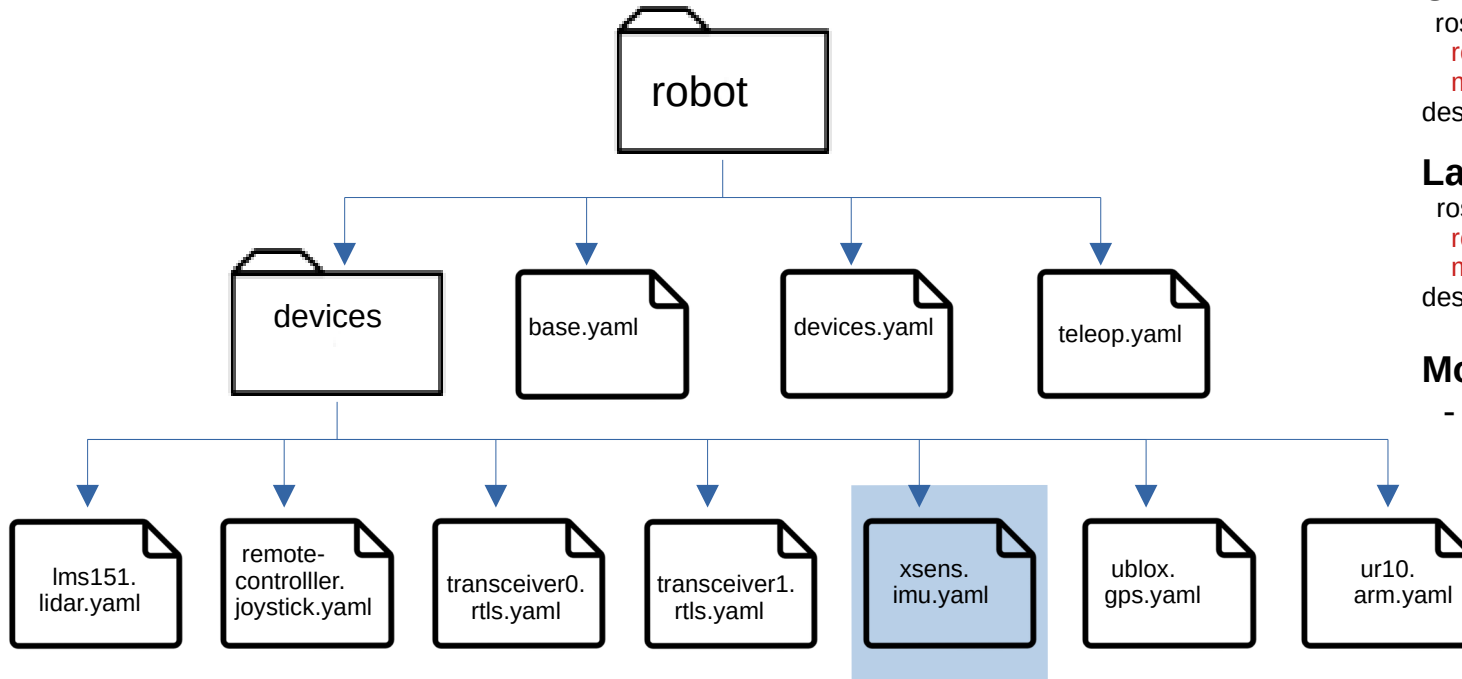 robot
devices
base.yaml
devices.yaml
teleop.yaml
lms151.
lidar.yaml
remote-
controlller.
joystick.yaml
transceiver0.
rtls.yaml
transceiver1.
rtls.yaml
xsens.
imu.yaml
ublox.
gps.yaml
ur10.
arm.yaml
-